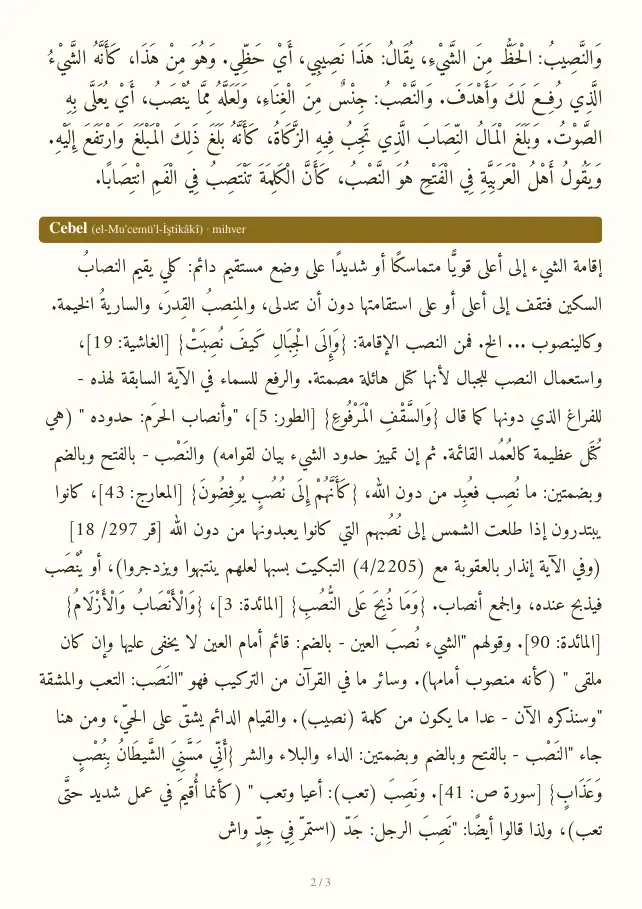 وَالنَّصِيبُ: الْحَظُّ مِنَ الشَّيْءِ، يُقَالُ: هَذَا نَصِيبِي، أَيْ حَظِّي. وَهُوَ مِنْ هَذَا، كَأَنَّهُ الشَّيْءُ
الَّذِي رُفِعَ لَكَ وَأَهْدَفَ. وَالنَّصْبُ: جِنْسٌ مِنَ الْغِنَاءِ، وَلَعَلَّهُ مِمَّا يُنْصَبُ، أَيْ يُعَلَّى بِهِ
الصَّوْتُ. وَبَلَغَ الْمَالُ النِّصَابَ الَّذِي تَجِبُ فِيهِ الزَّكَاةُ، كَأَنَّهُ بَلَغَ ذَلِكَ الْمَبْلَغَ وَارْتَفَعَ إِلَيْهِ.
وَيَقُولُ أَهْلُ الْعَرَبِيَّةِ فِي الْفَتْحِ هُوَ النَّصْبُ، كَأَنَّ الْكَلِمَةَ تَنْتَصِبُ فِي الْفَمِ انْتِصَابًا.
Cebel (el-Mu'cemü'l-İştikâkî) · mihver
إقامة الشيء إلى أعلى قويًّا متماسكًا أو شديدًا على وضع مستقيم دائم: كلي يقيم النصابُ
السكين فتقف إلى أعلى أو على استقامتها دون أن تتدلى، والمِنصبُ القِدرَ، والساريةُ الخيمة.
وكالينصوب ... الخ. فمن النصب الإقامة: {وَإِلَى الْجِبَالِ كَيفَ نُصِبَتْ} [الغاشية: 19]،
واستعمال النصب للجبال لأنها كتل هائلة مصمتة. والرفع للسماء في الآية السابقة لهذه -
للفراغ الذي دونها كما قال {وَالسَّقْفِ الْمَرْفُوعِ} [الطور: 5]، "وأنصاب الحرَم: حدوده " (هي
كُتَل عظيمة كالعُمُد القائمة. ثم إن تمييز حدود الشيء بيان لقوامه) والنَصْب - بالفتح وبالضم
وبضمتين: ما نُصِب فعُبِد من دون الله، {كَأَنَّهُمْ إِلَى نُصُبٍ يُوفِضُونَ} [المعارج: 43]، كانوا
يبتدرون إذا طلعت الشمس إلى نُصُبهم التي كانوا يعبدونها من دون الله [قر 297/ 18]
(وفي الآية إنذار بالعقوبة مع (4/2205) التبكيت بسبها لعلهم ينتبهوا ويزدجروا)، أو يُنْصَب
فيذبح عنده، والجمع أنصاب. {وَمَا ذُبِحَ عَلَى النُّصُبِ} [المائدة: 3]، {وَالْأَنْصَابُ وَالْأَزْلَامُ}
[المائدة: 90]. وقولهم "الشيء نُصبَ العين - بالضم: قائم أمام العين لا يخفى عليها وإن كان
ملقى " (كأنه منصوب أمامها). وسائر ما في القرآن من التركيب فهو "النَصَب: التعب والمشقة
"وسنذكره الآن - عدا ما يكون من كلمة (نصيب). والقيام الدائم يشقّ على الحيّ، ومن هنا
جاء "النَصْب - بالفتح وبالضم وبضمتين: الداء والبلاء والشر {أَنِّي مَسَّنِيَ الشَّيطَانُ بِنُصْبٍ
وَعَذَابٍ} [سورة ص: 41]. ونَصِبَ (تعب): أعيا وتعب " (كأنما أُقيمَ في عمل شديد حتَّى
تعب)، ولذا قالوا أيضًا: "نَصِبَ الرجل: جَدّ (استمرّ فِي جِدٍّ واش
2 / 3